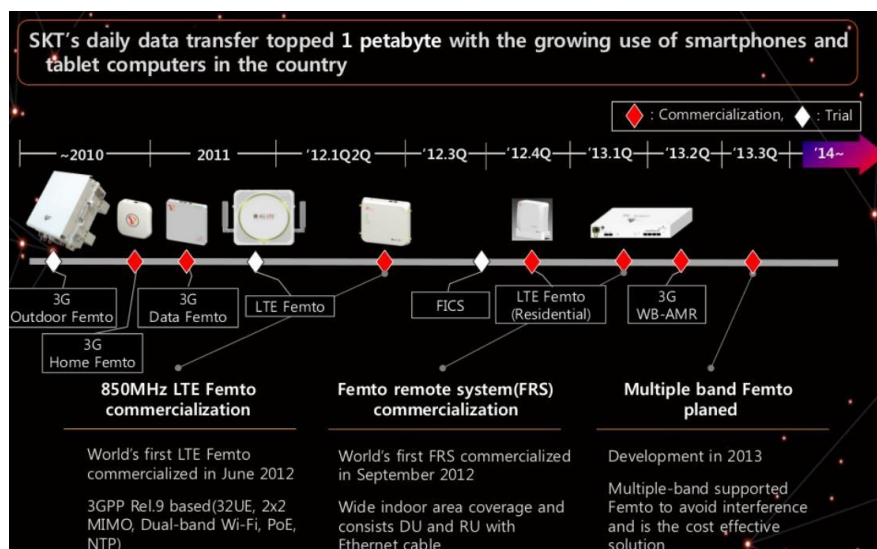 SKT's daily data transfer topped 1 petabyte with the growing use of smartphones and
tablet computers in the country
: Commercialization, : Trial
~2010
2011
'12.1Q2Q
'12.3Q
'12.4Q
'13.1Q
'13.2Q
'13.3Q
'14~
4G LTE
3G
Outdoor Femto
3G
Home Femto
3G
Data Femto
LTE Femto
FICS
LTE Femto
(Residential)
3G
WB-AMR
850MHz LTE Femto
commercialization
World's first LTE Femto
commercialized in June 2012
3GPP Rel.9 based(32UE, 2x2
MIMO, Dual-band Wi-Fi, PoE,
NTP)
Femto remote system(FRS)
commercialization
World's first FRS commercialized
in September 2012
Wide indoor area coverage and
consists DU and RU with
Ethernet cable
Multiple band Femto
planed
Development in 2013
Multiple-band supported
Femto to avoid interference
and is the cost effective
solution